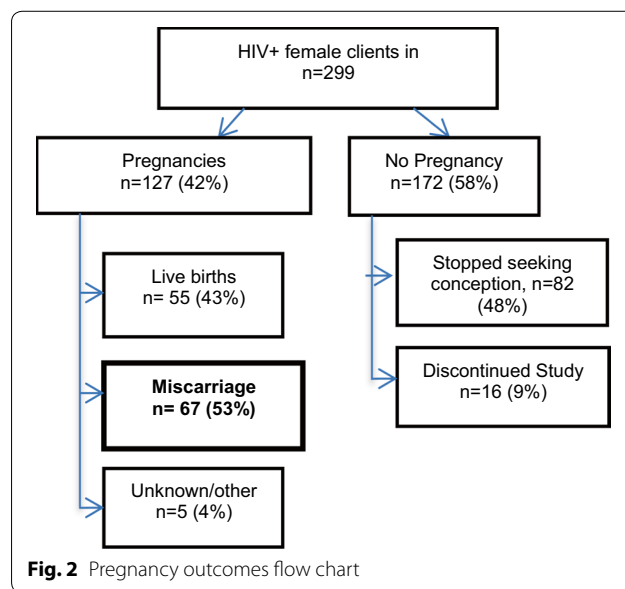 HIV+ female clients in
n=299
Pregnancies
n=127 (42%)
No Pregnancy
n=172 (58%)
Live births
n= 55 (43%)
Stopped seeking
conception, n=82
(48%)
Miscarriage
n= 67 (53%)
Discontinued Study
n=16 (9%)
Unknown/other
n=5 (4%)
Fig. 2 Pregnancy outcomes flow chart